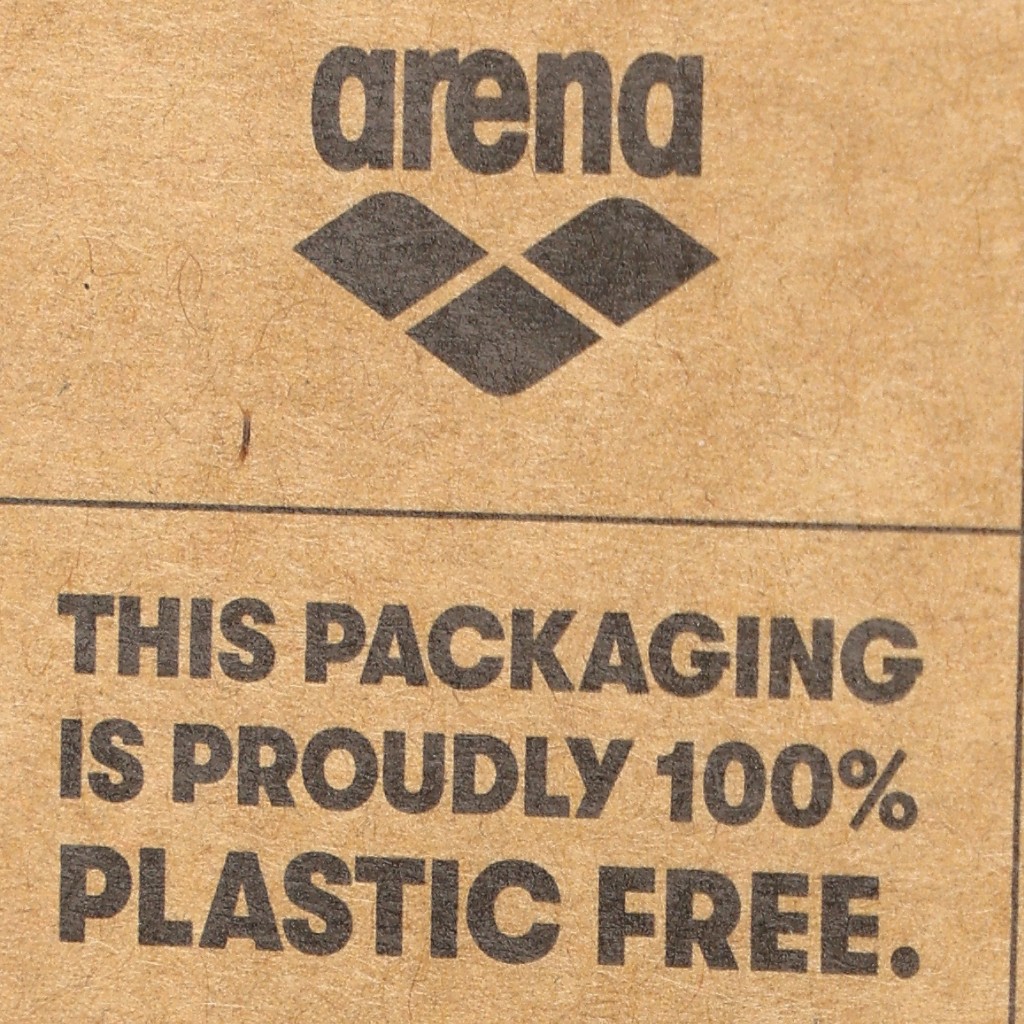 arena
THIS PACKAGING
IS PROUDLY 100%
PLASTIC FREE.